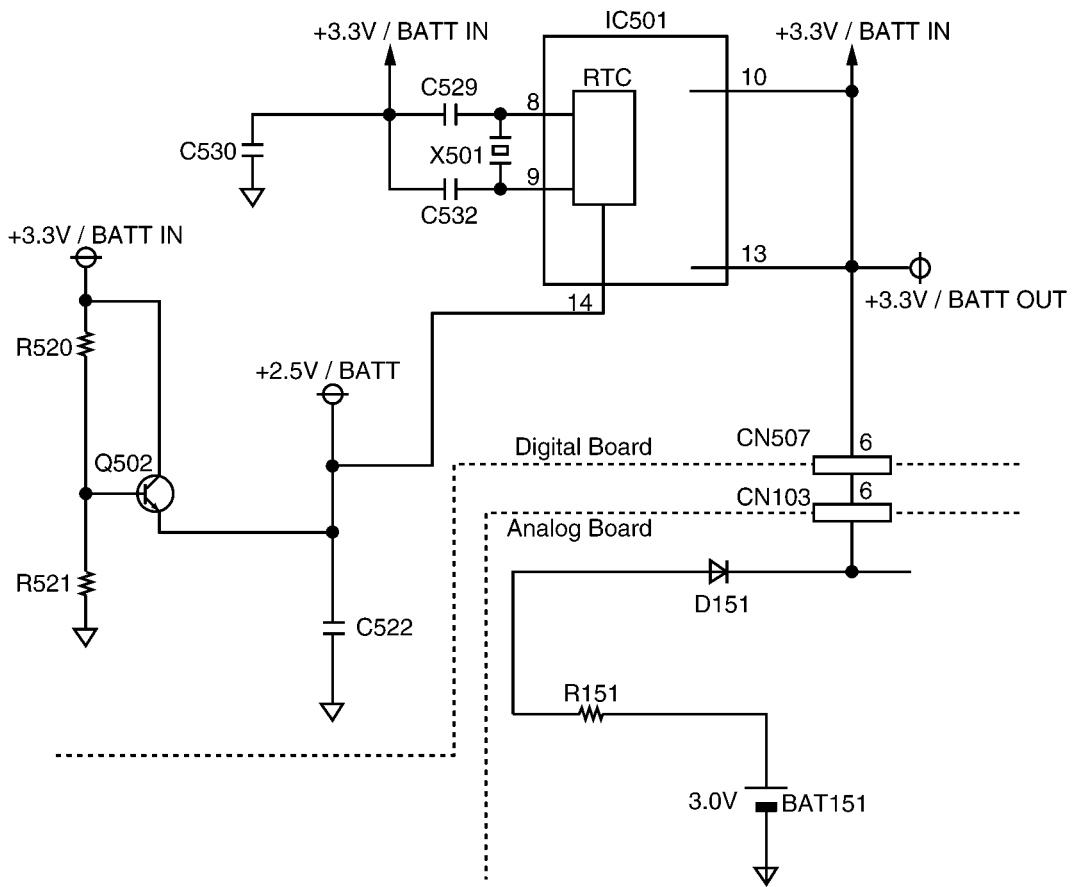 IC501
+3.3V / BATT IN
+3.3V / BATT IN
RTC
10
C529
8
C530
X501
9
C532
+3.3V / BATT IN
13
14
+3.3V / BATT OUT
R520
+2.5V / BATT
Digital Board
CN507
6
Q502
CN103
6
Analog Board
R521
D151
C522
R151
3.0V
BAT151